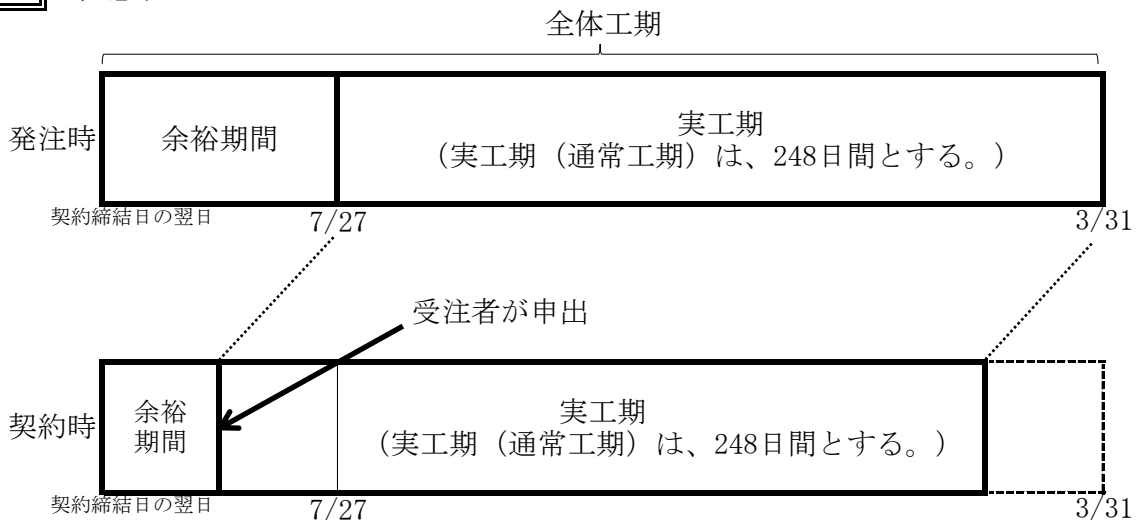 全体工期
発注時
余裕期間
実工期
（実工期（通常工期）は、248日間とする。）
契約締結日の翌日
7/27
3/31
受注者が申出
契約時
余裕
期間
実工期
（実工期（通常工期）は、248日間とする。）
契約締結日の翌日
7/27
3/31